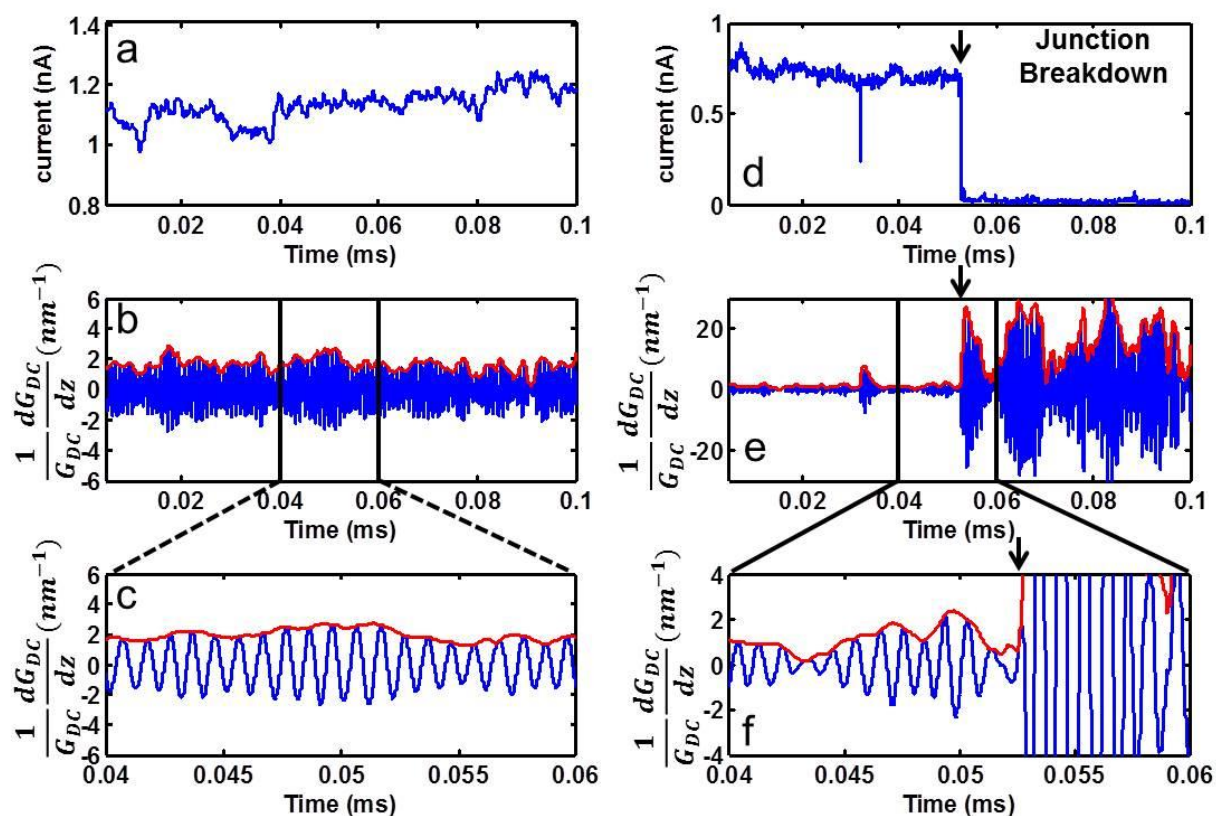 a
current (nA)
1.4
1.2
1
0.8
0.02 0.04 0.06 0.08 0.1
Time (ms)
d
Junction
Breakdown
current (nA)
1
0.5
0
0.02 0.04 0.06 0.08 0.1
Time (ms)
b
1/G_DC dG_DC/dz (nm⁻¹)
6
4
2
0
-2
-4
-6
0.02 0.04 0.06 0.08 0.1
Time (ms)
e
1/G_DC dG_DC/dz (nm⁻¹)
20
0
-20
0.02 0.04 0.06 0.08 0.1
Time (ms)
c
1/G_DC dG_DC/dz (nm⁻¹)
6
4
2
0
-2
-4
-6
0.04 0.045 0.05 0.055 0.06
Time (ms)
f
1/G_DC dG_DC/dz (nm⁻¹)
4
2
0
-2
-4
0.04 0.045 0.05 0.055 0.06
Time (ms)